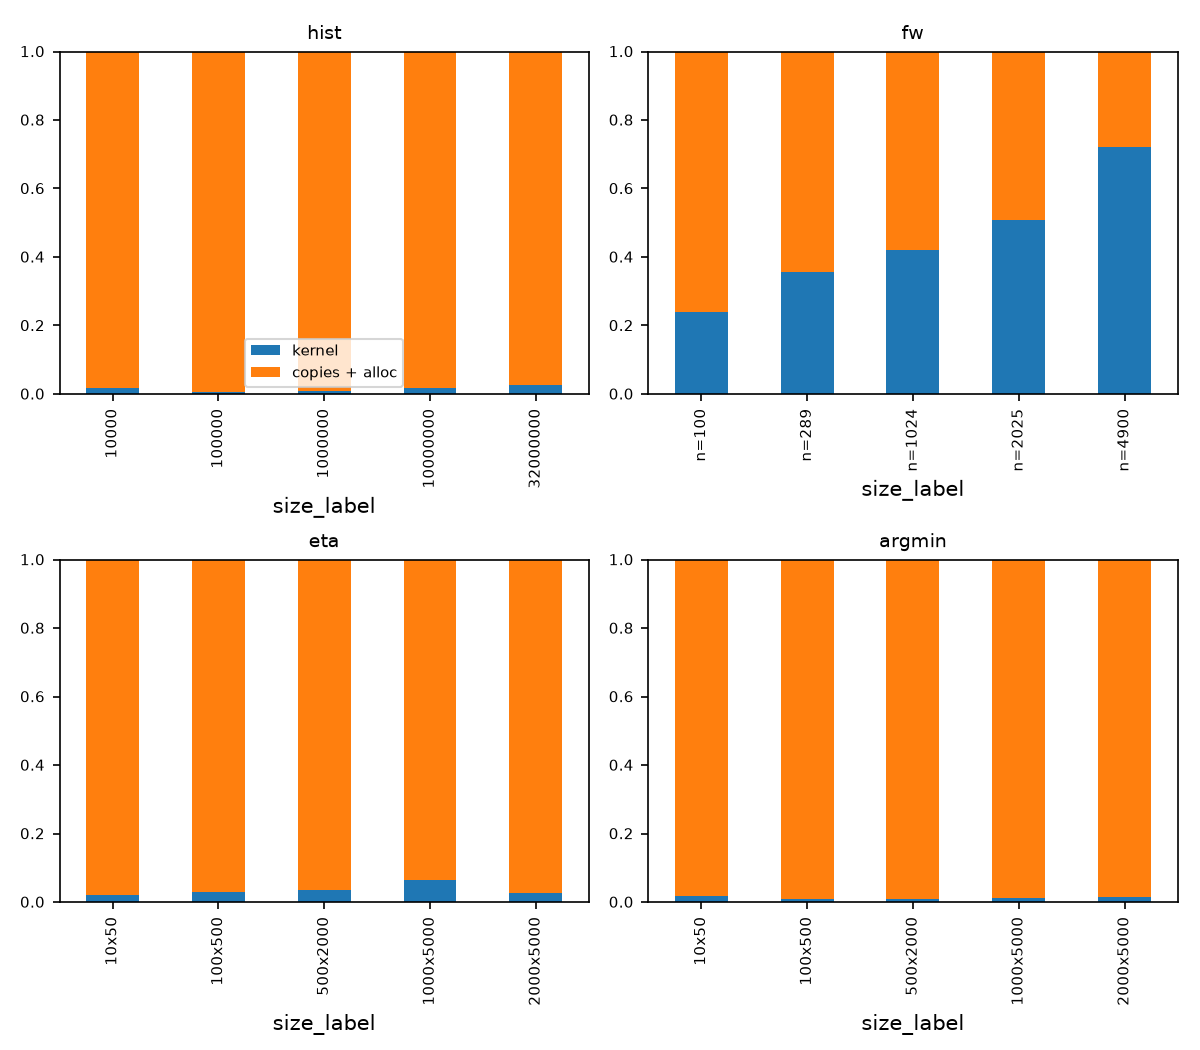 hist
1.0
0.8
0.6
0.4
0.2
0.0
kernel
copies + alloc
10000
100000
1000000
10000000
32000000
size_label
fw
1.0
0.8
0.6
0.4
0.2
0.0
n=100
n=289
n=1024
n=2025
n=4900
size_label
eta
1.0
0.8
0.6
0.4
0.2
0.0
10x50
100x500
500x2000
1000x5000
2000x5000
size_label
argmin
1.0
0.8
0.6
0.4
0.2
0.0
10x50
100x500
500x2000
1000x5000
2000x5000
size_label